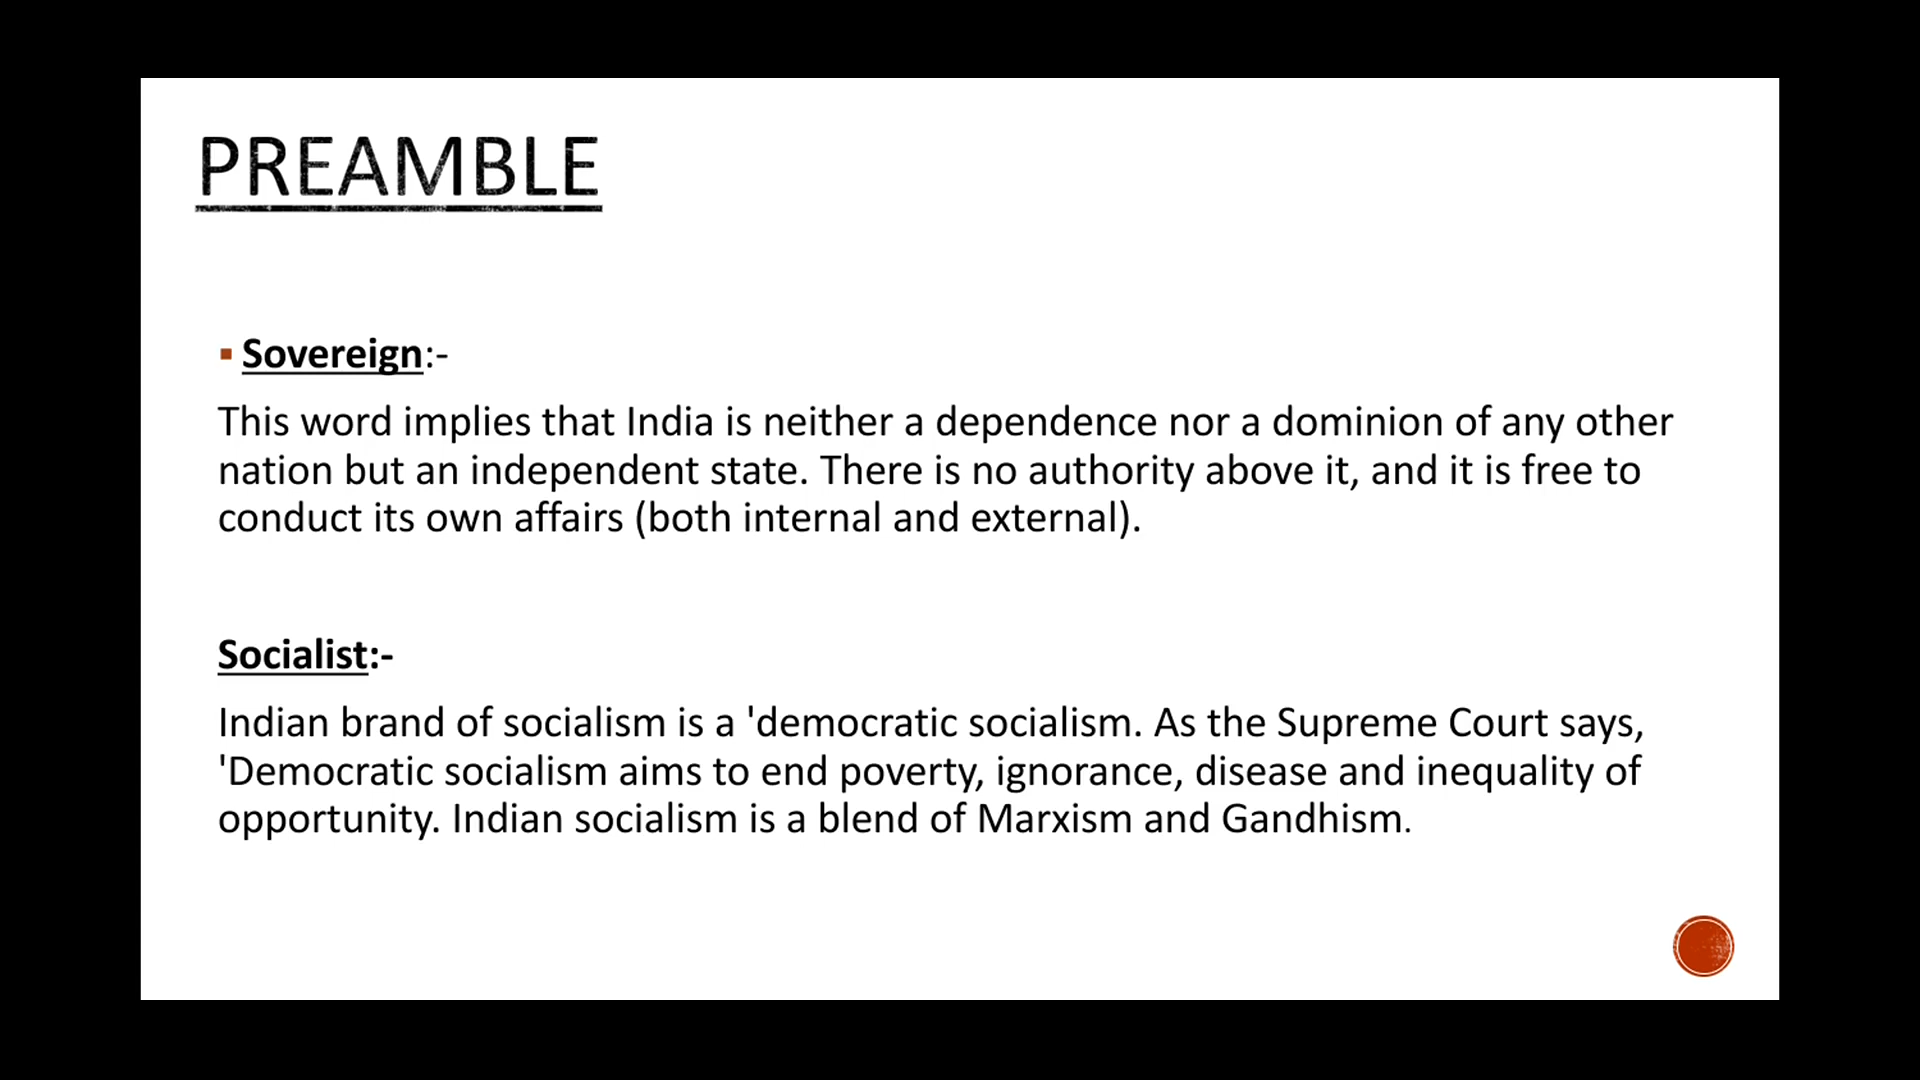 PREAMBLE
▪ Sovereign:-
This word implies that India is neither a dependence nor a dominion of any other
nation but an independent state. There is no authority above it, and it is free to
conduct its own affairs (both internal and external).
Socialist:-
Indian brand of socialism is a 'democratic socialism. As the Supreme Court says,
'Democratic socialism aims to end poverty, ignorance, disease and inequality of
opportunity. Indian socialism is a blend of Marxism and Gandhism.